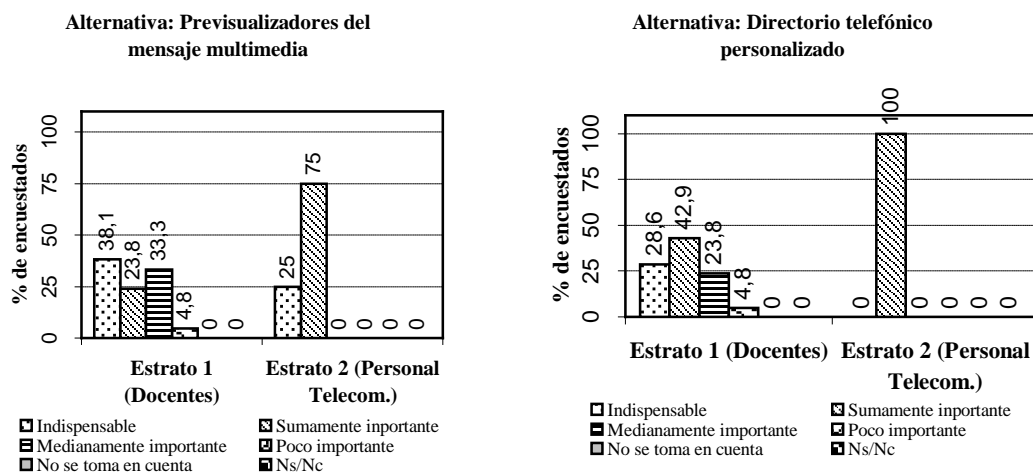 Alternativa: Previsualizadores del
mensaje multimedia
% de encuestados
100
75
50
25
0
38,1
23,8
33,3
4,8
0
0
25
75
0
0
0
0
Estrato 1
(Docentes)
Estrato 2 (Personal
Telecom.)
Indispensable
Sumamente inportante
Medianamente importante
Poco importante
No se toma en cuenta
Ns/Nc
Alternativa: Directorio telefónico
personalizado
% de encuestados
100
75
50
25
0
28,6
42,9
23,8
4,8
0
0
0
100
0
0
0
0
Estrato 1 (Docentes)
Estrato 2 (Personal
Telecom.)
Indispensable
Sumamente inportante
Medianamente importante
Poco importante
No se toma en cuenta
Ns/Nc